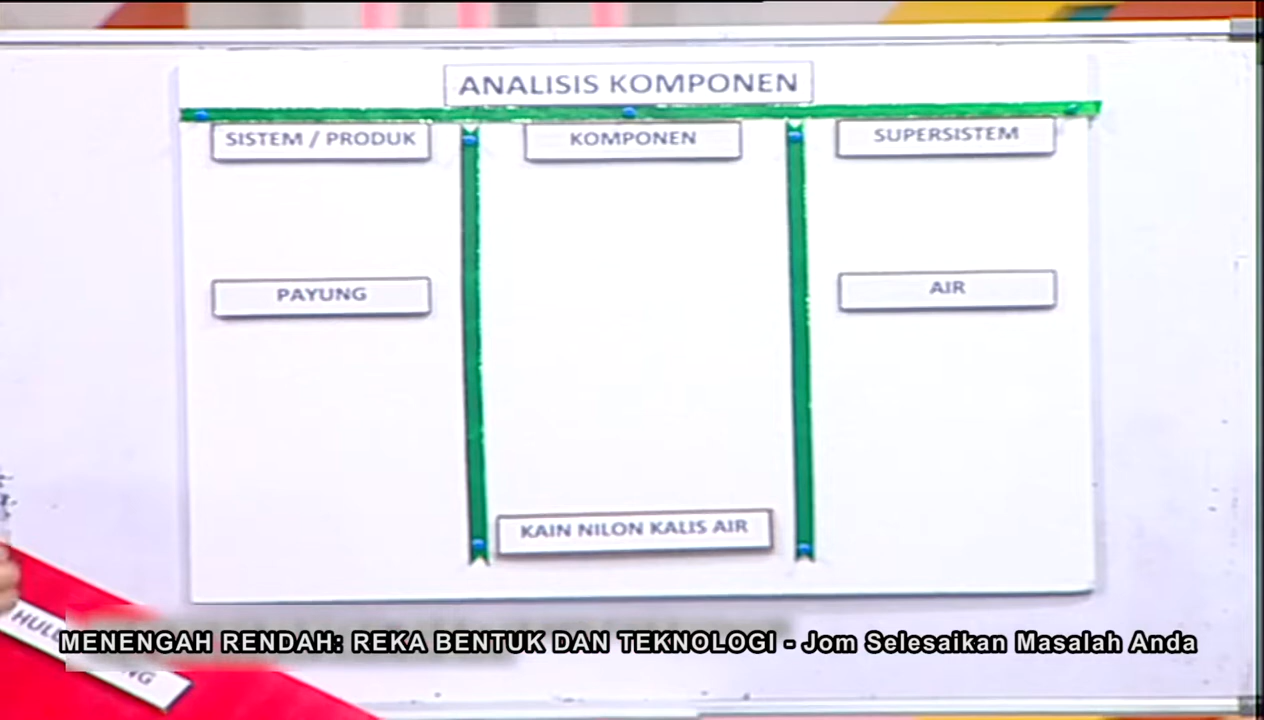 ANALISIS KOMPONEN
SISTEM / PRODUK
KOMPONEN
SUPERSISTEM
PAYUNG
AIR
KAIN NILON KALIS AIR
MENENGAH RENDAH: REKA BENTUK DAN TEKNOLOGI - Jom Selesaikan Masalah Anda